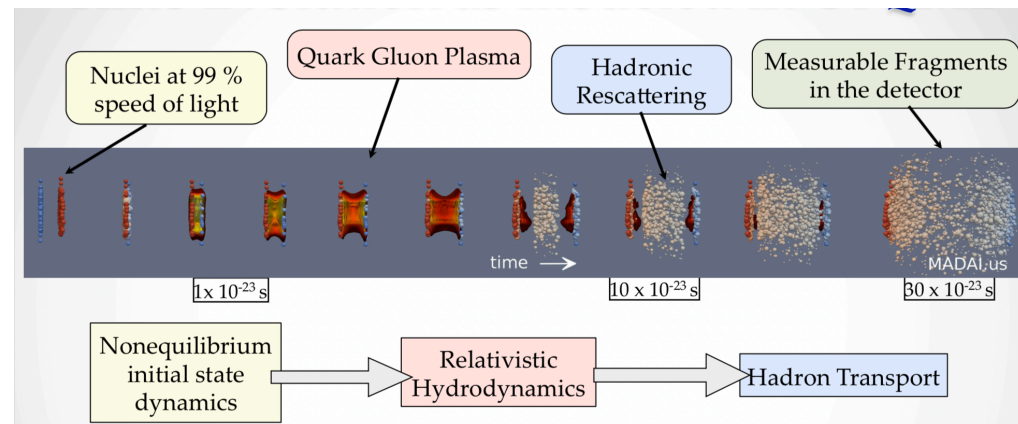 Nuclei at 99 %
speed of light
Quark Gluon Plasma
Hadronic
Rescattering
Measurable Fragments
in the detector
time
MADAI.us
1x 10⁻²³ s
10 x 10⁻²³ s
30 x 10⁻²³ s
Nonequilibrium
initial state
dynamics
Relativistic
Hydrodynamics
Hadron Transport